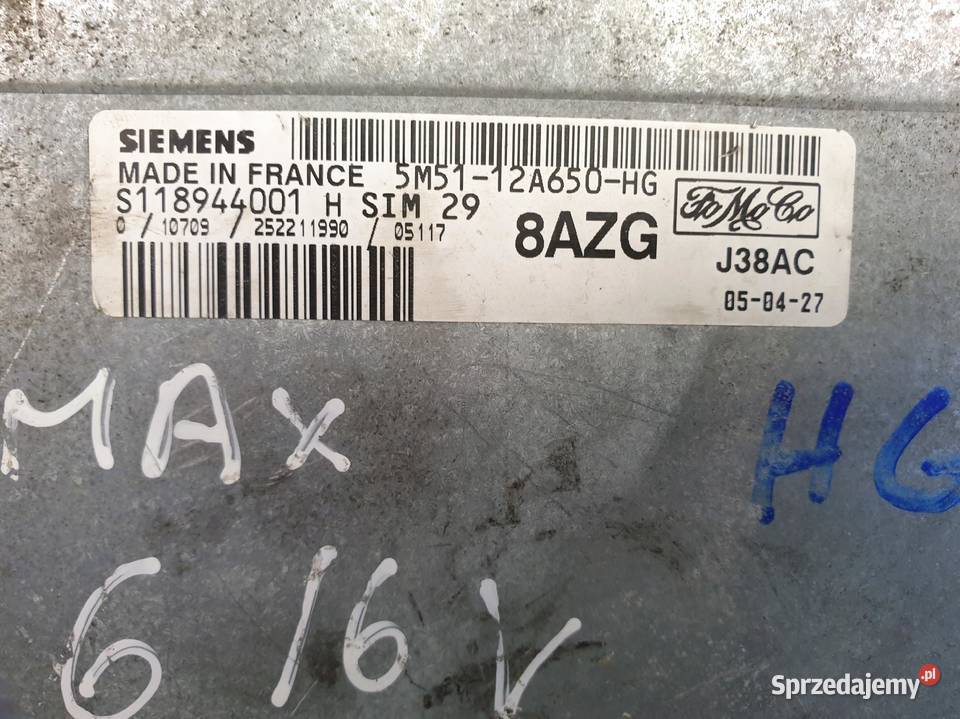 SIEMENS
MADE IN FRANCE 5M51-12A650-HG
S118944001 H SIM 29
0 / 10709 / 252211990 / 05117
8AZG
FoMoCo
J38AC
05-04-27
MAX
HG
6 16V
Sprzedajemy.pl